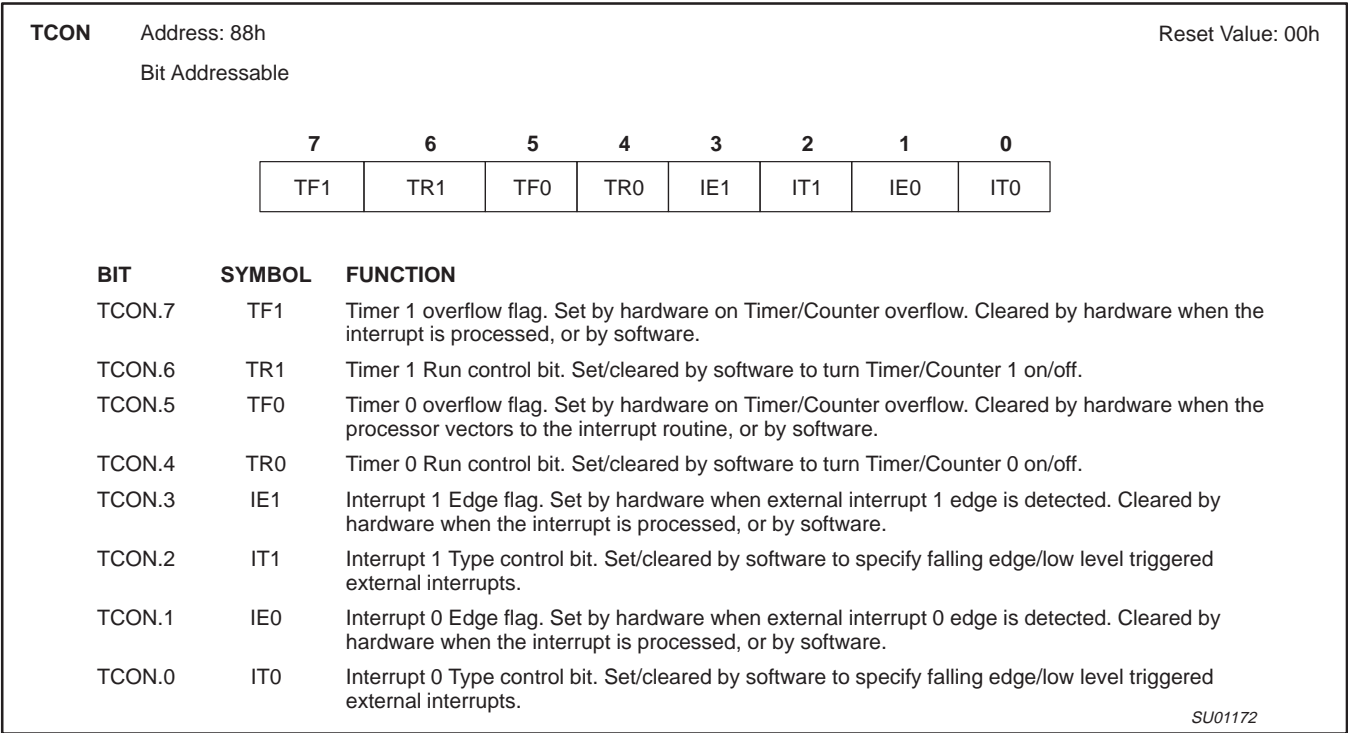 TCON Address: 88h Reset Value: 00h
Bit Addressable
7 6 5 4 3 2 1 0
TF1 TR1 TF0 TR0 IE1 IT1 IE0 IT0
BIT SYMBOL FUNCTION
TCON.7 TF1 Timer 1 overflow flag. Set by hardware on Timer/Counter overflow. Cleared by hardware when the
interrupt is processed, or by software.
TCON.6 TR1 Timer 1 Run control bit. Set/cleared by software to turn Timer/Counter 1 on/off.
TCON.5 TF0 Timer 0 overflow flag. Set by hardware on Timer/Counter overflow. Cleared by hardware when the
processor vectors to the interrupt routine, or by software.
TCON.4 TR0 Timer 0 Run control bit. Set/cleared by software to turn Timer/Counter 0 on/off.
TCON.3 IE1 Interrupt 1 Edge flag. Set by hardware when external interrupt 1 edge is detected. Cleared by
hardware when the interrupt is processed, or by software.
TCON.2 IT1 Interrupt 1 Type control bit. Set/cleared by software to specify falling edge/low level triggered
external interrupts.
TCON.1 IE0 Interrupt 0 Edge flag. Set by hardware when external interrupt 0 edge is detected. Cleared by
hardware when the interrupt is processed, or by software.
TCON.0 IT0 Interrupt 0 Type control bit. Set/cleared by software to specify falling edge/low level triggered
external interrupts.
SU01172